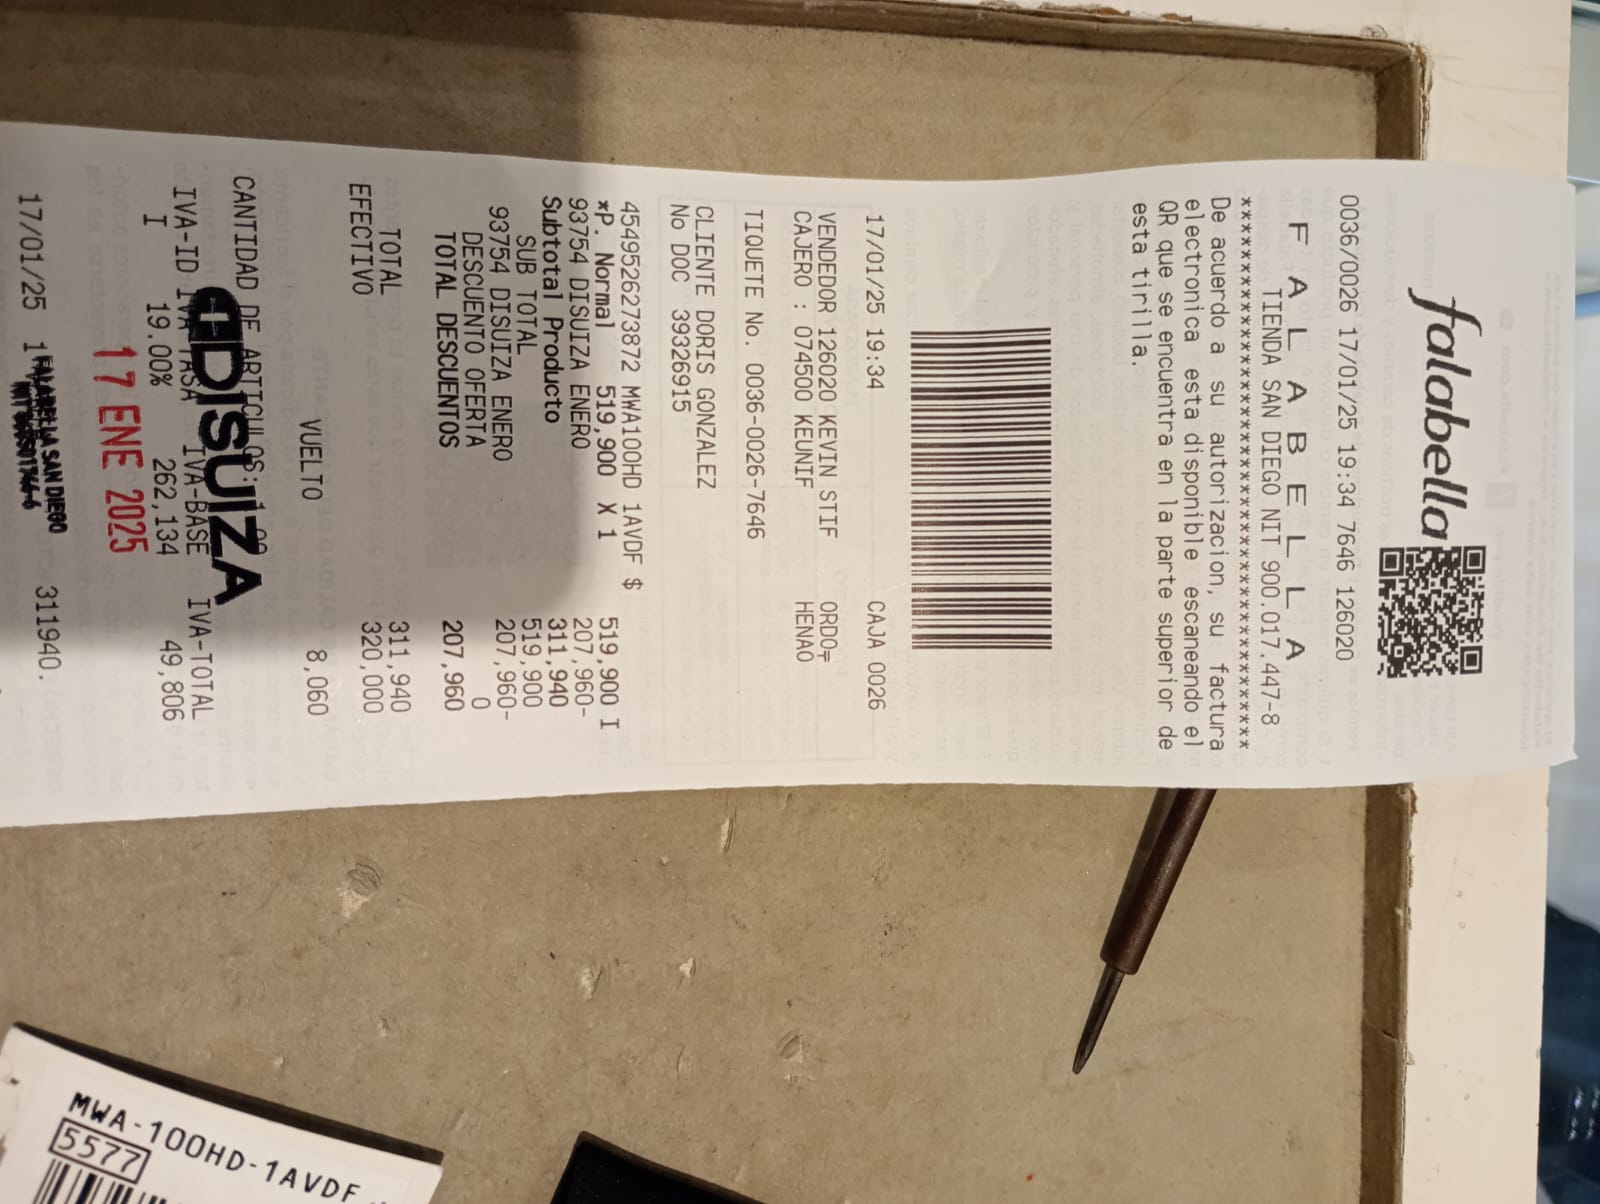 falabella
0036/0026 17/01/25 19:34 7646 126020
F A L A B E L L A
TIENDA SAN DIEGO NIT 900.017.447-8
****************************************
De acuerdo a su autorizacion, su factura
electronica esta disponible escaneando el
QR que se encuentra en la parte superior de
esta tirilla.
17/01/25 19:34 CAJA 0026
VENDEDOR 126020 KEVIN STIF ORDO
CAJERO : 074500 KEUNIF HENAO
TIQUETE No. 0036-0026-7646
CLIENTE DORIS GONZALEZ
No DOC 39326915
4549526273872 MWA100HD 1AVDF $ 519,900 I
*P. Normal 519,900 X 1
93754 DISUIZA ENERO 207,960-
Subtotal Producto 311,940
SUB TOTAL 519,900
93754 DISUIZA ENERO 207,960-
DESCUENTO OFERTA 0
TOTAL DESCUENTOS 207,960
TOTAL 311,940
EFECTIVO 320,000
VUELTO 8,060
CANTIDAD DE ARTICULOS:
DISUIZA
IVA-ID IVA TASA IVA-BASE IVA-TOTAL
I 19.00% 262,134 49,806
17 ENE 2025
FALABELLA SAN DIEGO
17/01/25 311940.
MWA-100HD-1AVDF
5577